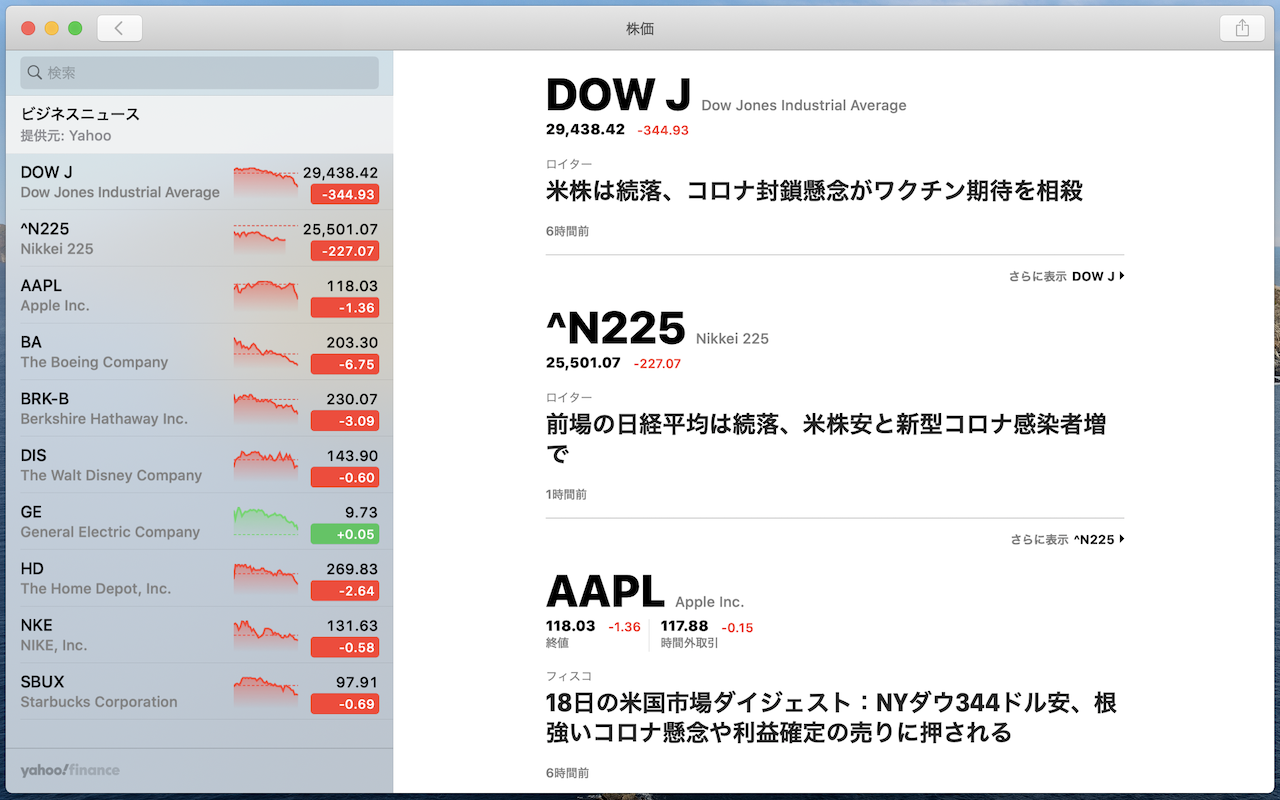 株価
検索
ビジネスニュース
提供元: Yahoo
DOW J
Dow Jones Industrial Average
29,438.42
-344.93
^N225
Nikkei 225
25,501.07
-227.07
AAPL
Apple Inc.
118.03
-1.36
BA
The Boeing Company
203.30
-6.75
BRK-B
Berkshire Hathaway Inc.
230.07
-3.09
DIS
The Walt Disney Company
143.90
-0.60
GE
General Electric Company
9.73
+0.05
HD
The Home Depot, Inc.
269.83
-2.64
NKE
NIKE, Inc.
131.63
-0.58
SBUX
Starbucks Corporation
97.91
-0.69
yahoo!finance
DOW J Dow Jones Industrial Average
29,438.42 -344.93
ロイター
米株は続落、コロナ封鎖懸念がワクチン期待を相殺
6時間前
さらに表示 DOW J
^N225 Nikkei 225
25,501.07 -227.07
ロイター
前場の日経平均は続落、米株安と新型コロナ感染者増
で
1時間前
さらに表示 ^N225
AAPL Apple Inc.
118.03 -1.36 117.88 -0.15
終値 時間外取引
フィスコ
18日の米国市場ダイジェスト：NYダウ344ドル安、根
強いコロナ懸念や利益確定の売りに押される
6時間前